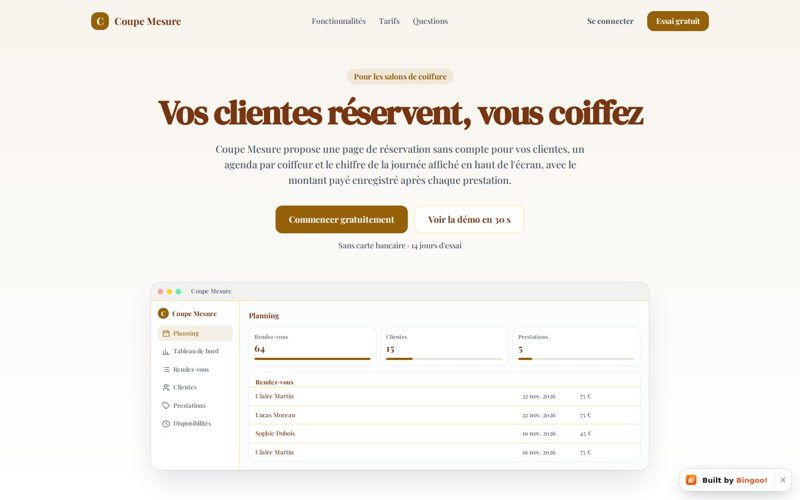 C Coupe Mesure
Fonctionnalités Tarifs Questions
Se connecter Essai gratuit
Pour les salons de coiffure
Vos clientes réservent, vous coiffez
Coupe Mesure propose une page de réservation sans compte pour vos clientes, un
agenda par coiffeur et le chiffre de la journée affiché en haut de l'écran, avec le
montant payé enregistré après chaque prestation.
Commencer gratuitement Voir la démo en 30 s
Sans carte bancaire · 14 jours d'essai
Coupe Mesure
C Coupe Mesure
Planning
Tableau de bord
Rendez-vous
Clientes
Prestations
Disponibilités
Planning
Rendez-vous
64
Clientes
15
Prestations
5
Rendez-vous
Claire Martin 22 nov. 2026 75 €
Lucas Moreau 22 nov. 2026 75 €
Sophie Dubois 19 nov. 2026 45 €
Claire Martin 19 nov. 2026 75 €
Built by Bingoo! ×